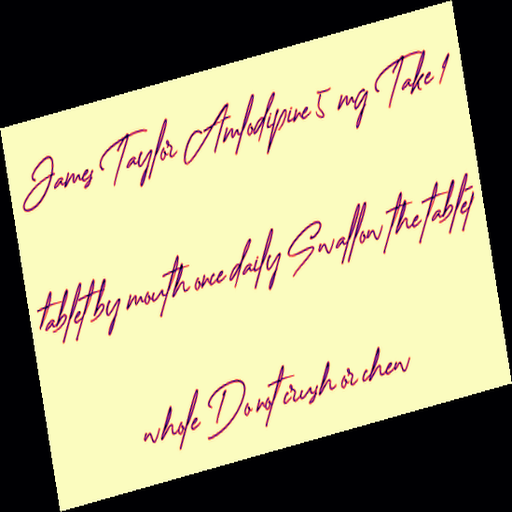 James Taylor Amlodipine 5 mg Take 1
tablet by mouth once daily Swallow the tablet
whole Do not crush or chew